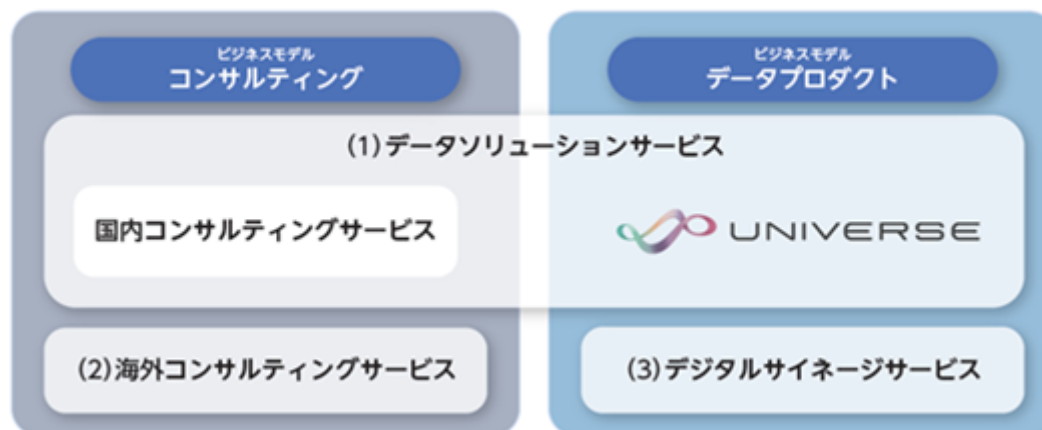 ビジネスモデル
コンサルティング
ビジネスモデル
データプロダクト
(1)データソリューションサービス
国内コンサルティングサービス
UNIVERSE
(2)海外コンサルティングサービス
(3)デジタルサイネージサービス